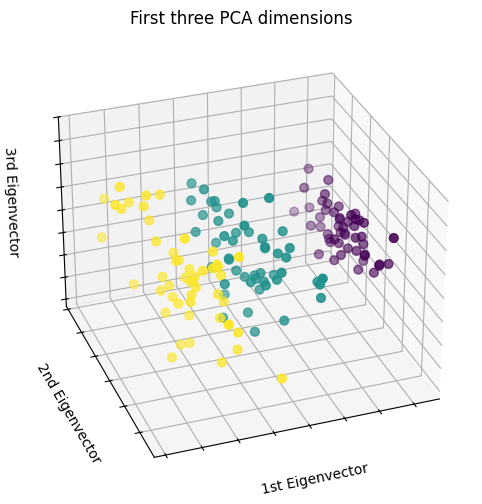 First three PCA dimensions
3rd Eigenvector
2nd Eigenvector
1st Eigenvector